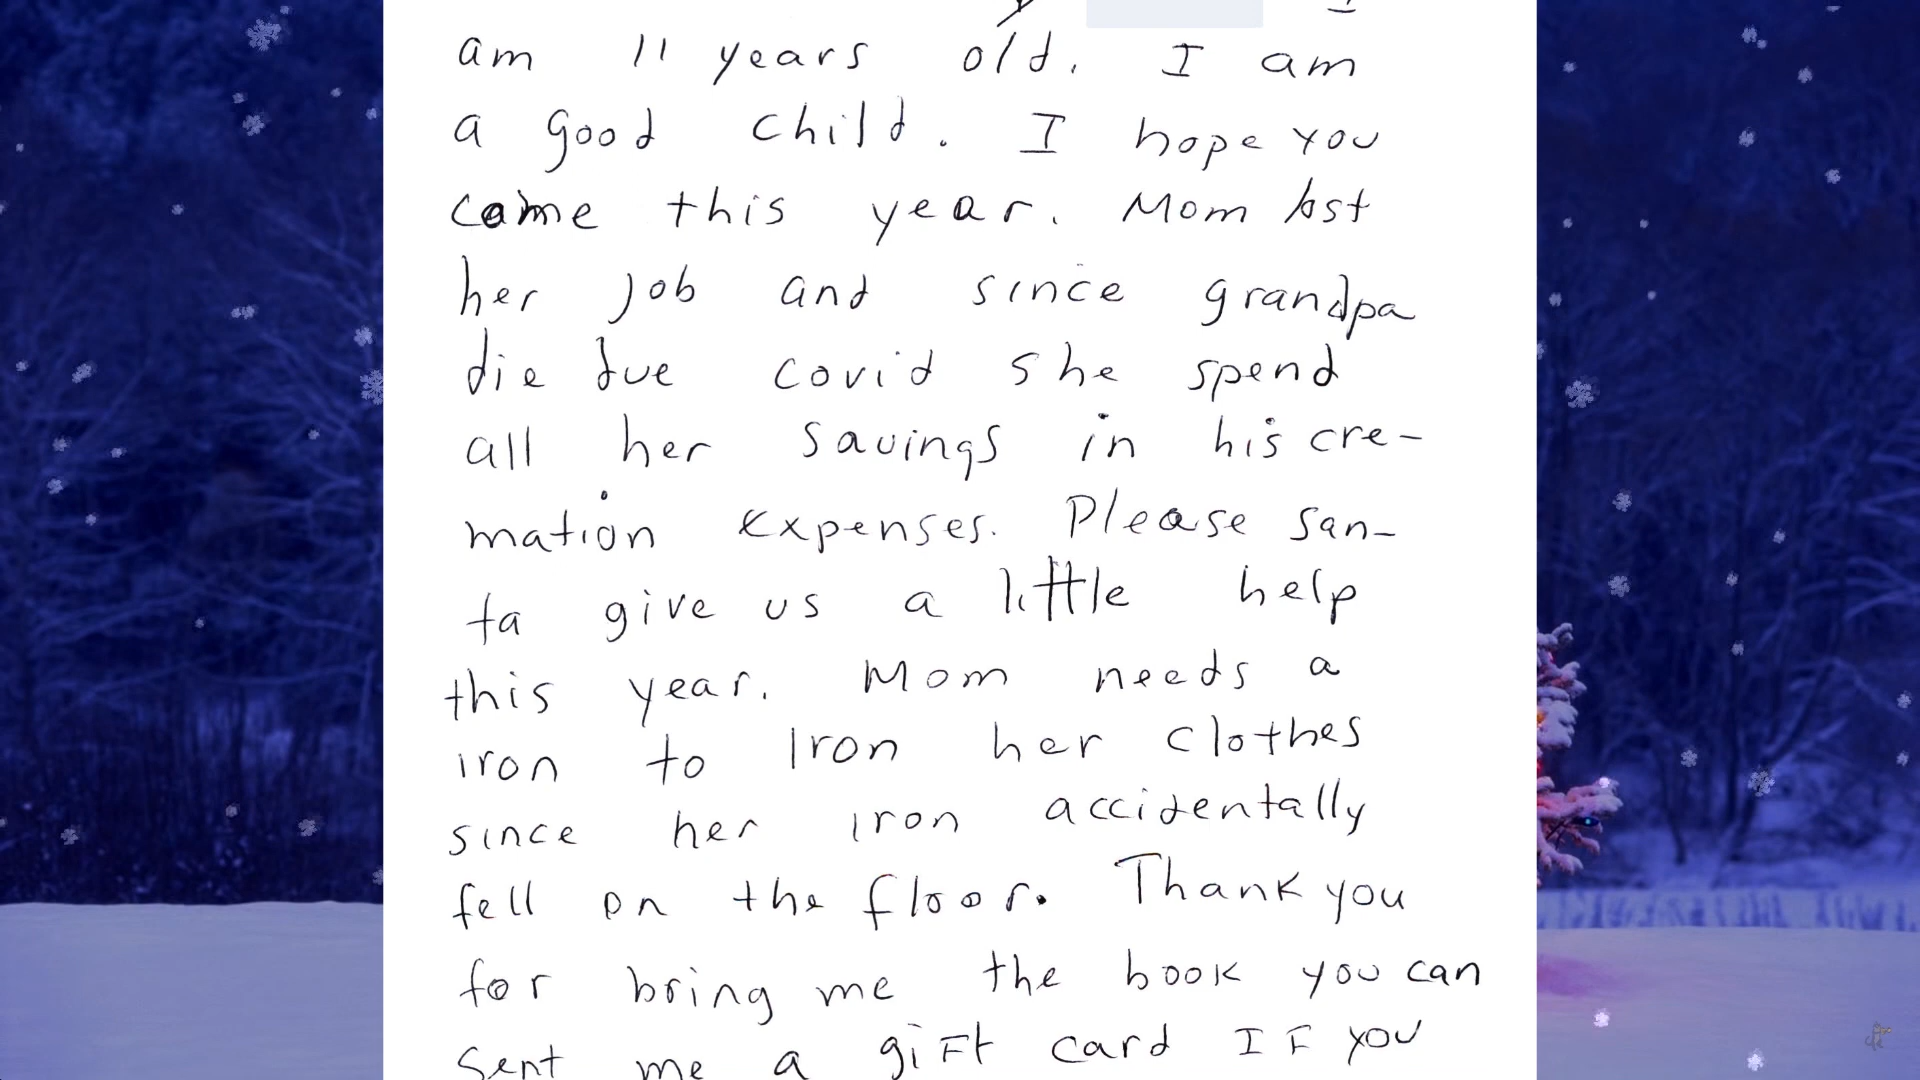 am 11 years old. I am
a good child. I hope you
come this year. Mom lost
her job and since grandpa
die due covid she spend
all her savings in his cre-
mation expenses. Please san-
ta give us a little help
this year. Mom needs a
iron to Iron her clothes
since her iron accidentally
fell on the floor. Thank you
for bring me the book you can
sent me a giFt card IF you